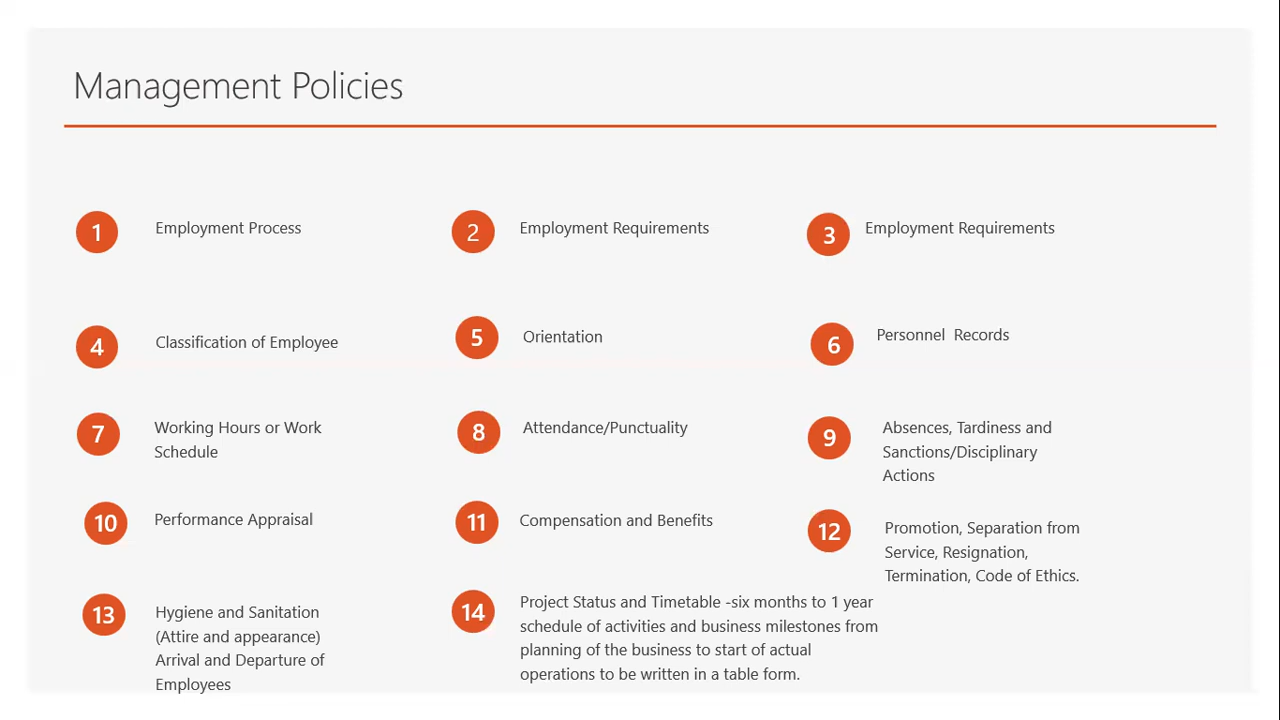 Management Policies
1 Employment Process
2 Employment Requirements
3 Employment Requirements
4 Classification of Employee
5 Orientation
6 Personnel  Records
7 Working Hours or Work
Schedule
8 Attendance/Punctuality
9 Absences, Tardiness and
Sanctions/Disciplinary
Actions
10 Performance Appraisal
11 Compensation and Benefits
12 Promotion, Separation from
Service, Resignation,
Termination, Code of Ethics.
13 Hygiene and Sanitation
(Attire and appearance)
Arrival and Departure of
Employees
14 Project Status and Timetable -six months to 1 year
schedule of activities and business milestones from
planning of the business to start of actual
operations to be written in a table form.